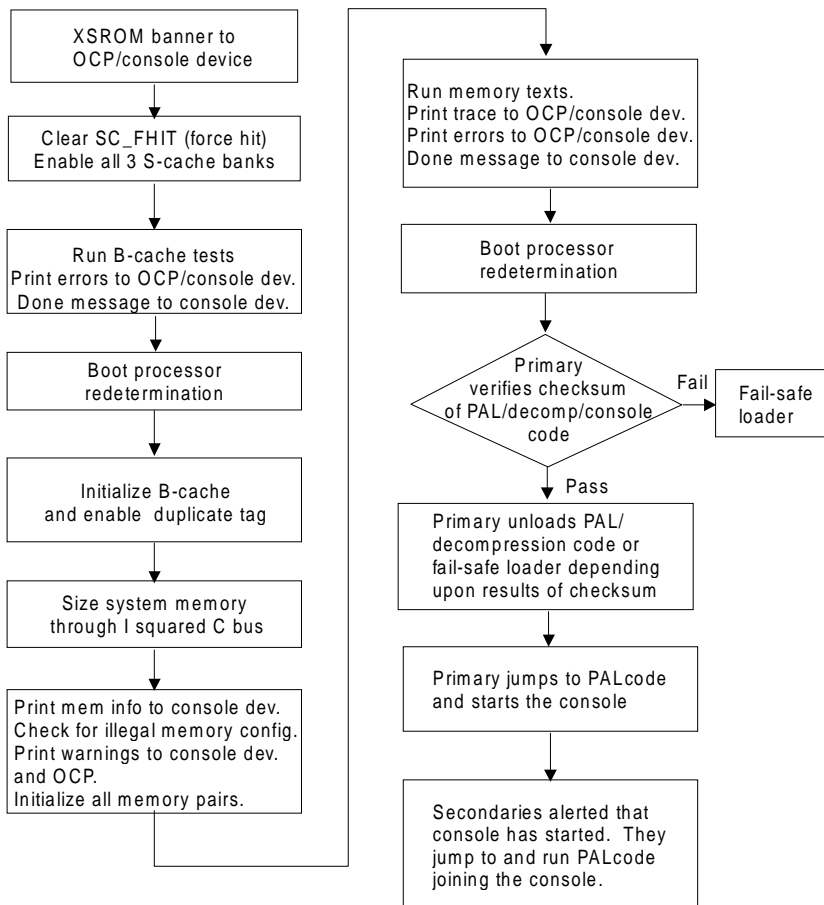 XSROM banner to
OCP/console device
Clear SC_FHIT (force hit)
Enable all 3 S-cache banks
Run B-cache tests
Print errors to OCP/console dev.
Done message to console dev.
Boot processor
redetermination
Initialize B-cache
and enable duplicate tag
Size system memory
through I squared C bus
Print mem info to console dev.
Check for illegal memory config.
Print warnings to console dev.
and OCP.
Initialize all memory pairs.
Run memory texts.
Print trace to OCP/console dev.
Print errors to OCP/console dev.
Done message to console dev.
Boot processor
redetermination
Primary
verifies checksum
of PAL/decomp/console
code
Fail
Fail-safe
loader
Pass
Primary unloads PAL/
decompression code or
fail-safe loader depending
upon results of checksum
Primary jumps to PALcode
and starts the console
Secondaries alerted that
console has started. They
jump to and run PALcode
joining the console.